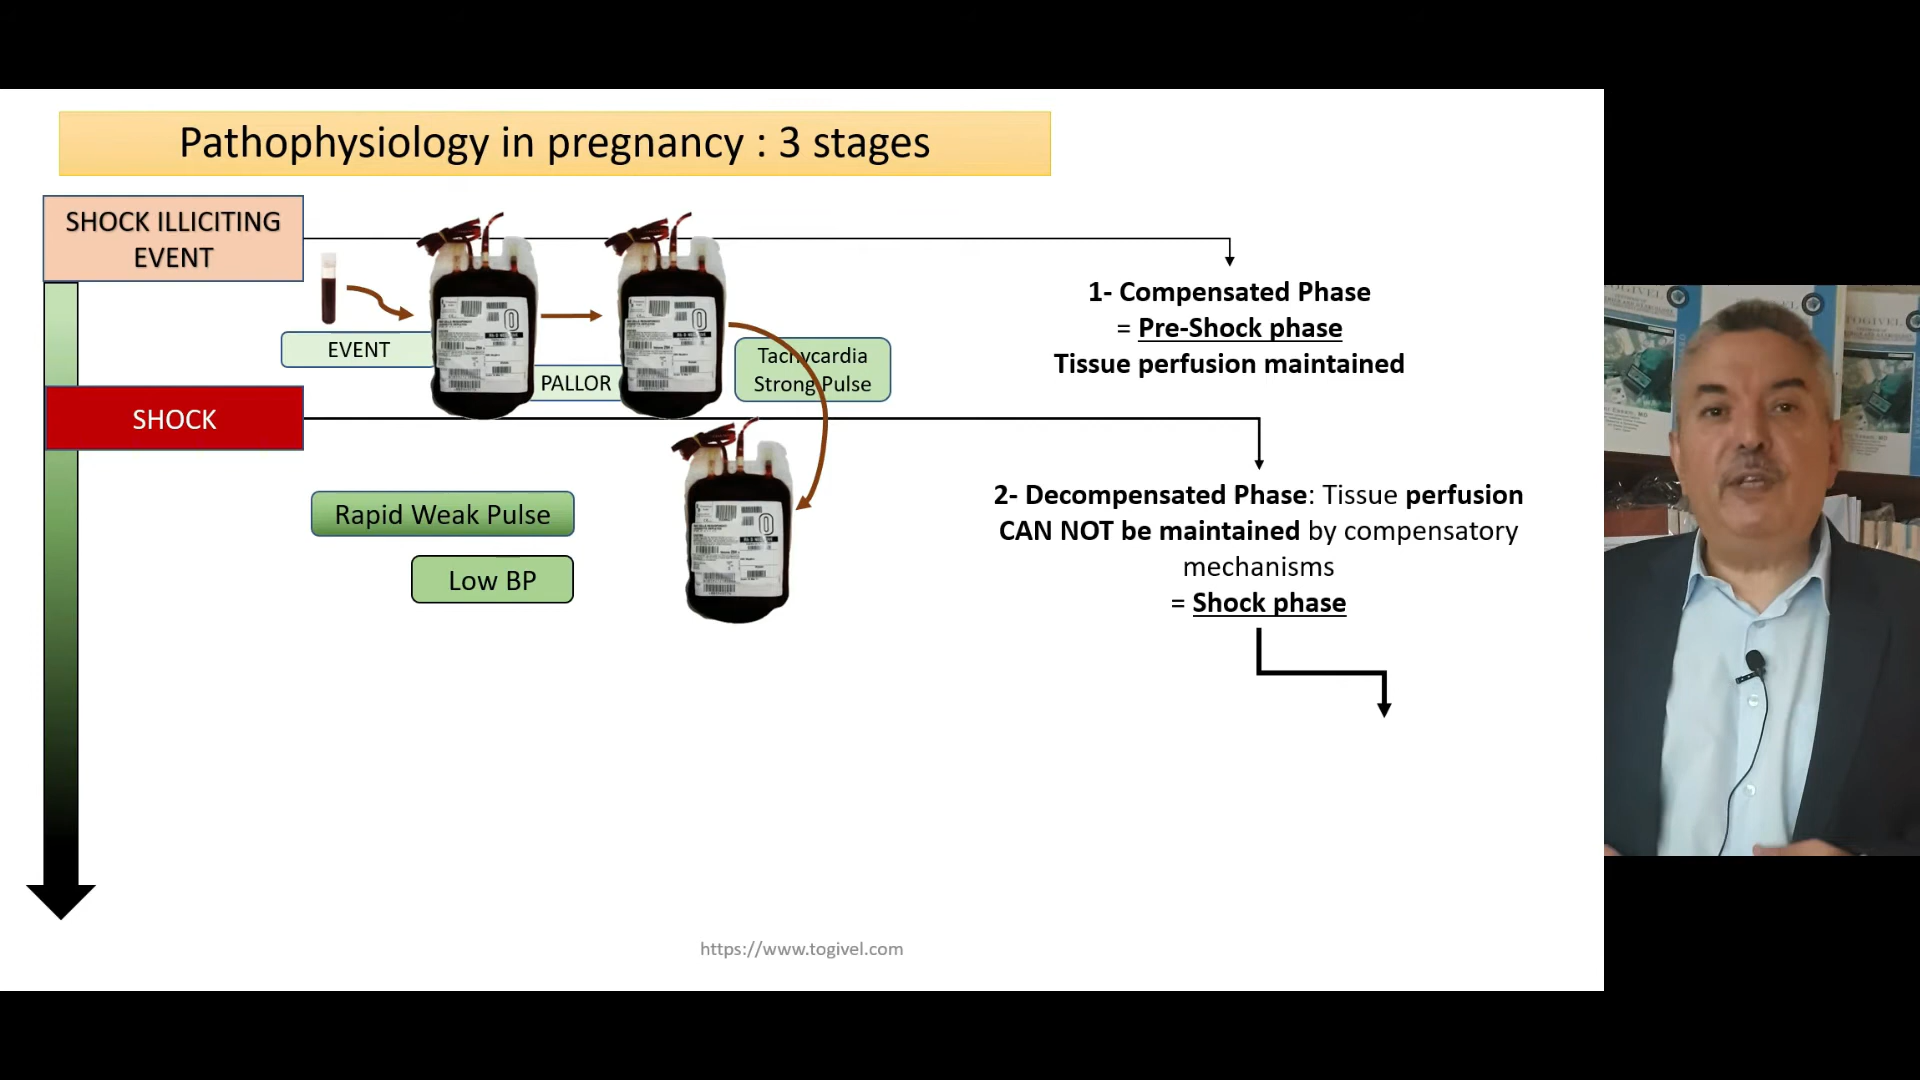 Pathophysiology in pregnancy : 3 stages
SHOCK ILLICITING
EVENT
EVENT
PALLOR
Tachycardia
Strong Pulse
1- Compensated Phase
= Pre-Shock phase
Tissue perfusion maintained
SHOCK
Rapid Weak Pulse
Low BP
2- Decompensated Phase: Tissue perfusion
CAN NOT be maintained by compensatory
mechanisms
= Shock phase
https://www.togivel.com